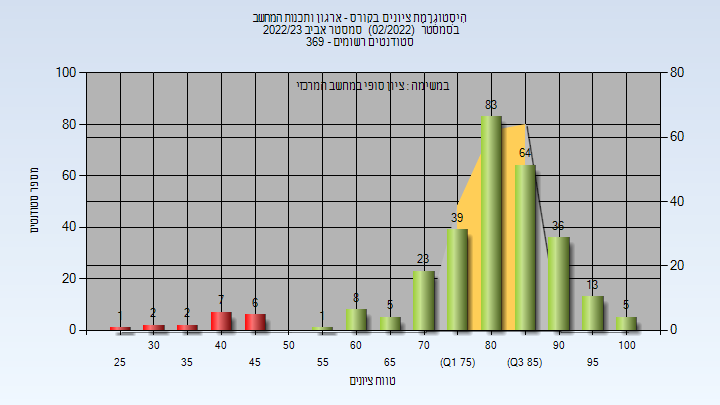 היסטוגרמת ציונים בקורס - ארגון ותכנות המחשב
בסמסטר (02/2022) סמסטר אביב 2022/23
סטודנטים רשומים - 369
במשימה : ציון סופי במחשב המרכזי
100 80 60 40 20 0
80 60 40 20 0
מספר סטודנטים
1 2 2 7 6 1 8 5 23 39 83 64 36 13 5
30 40 50 60 70 80 90 100
25 35 45 55 65 (Q1 75) (Q3 85) 95
טווח ציונים